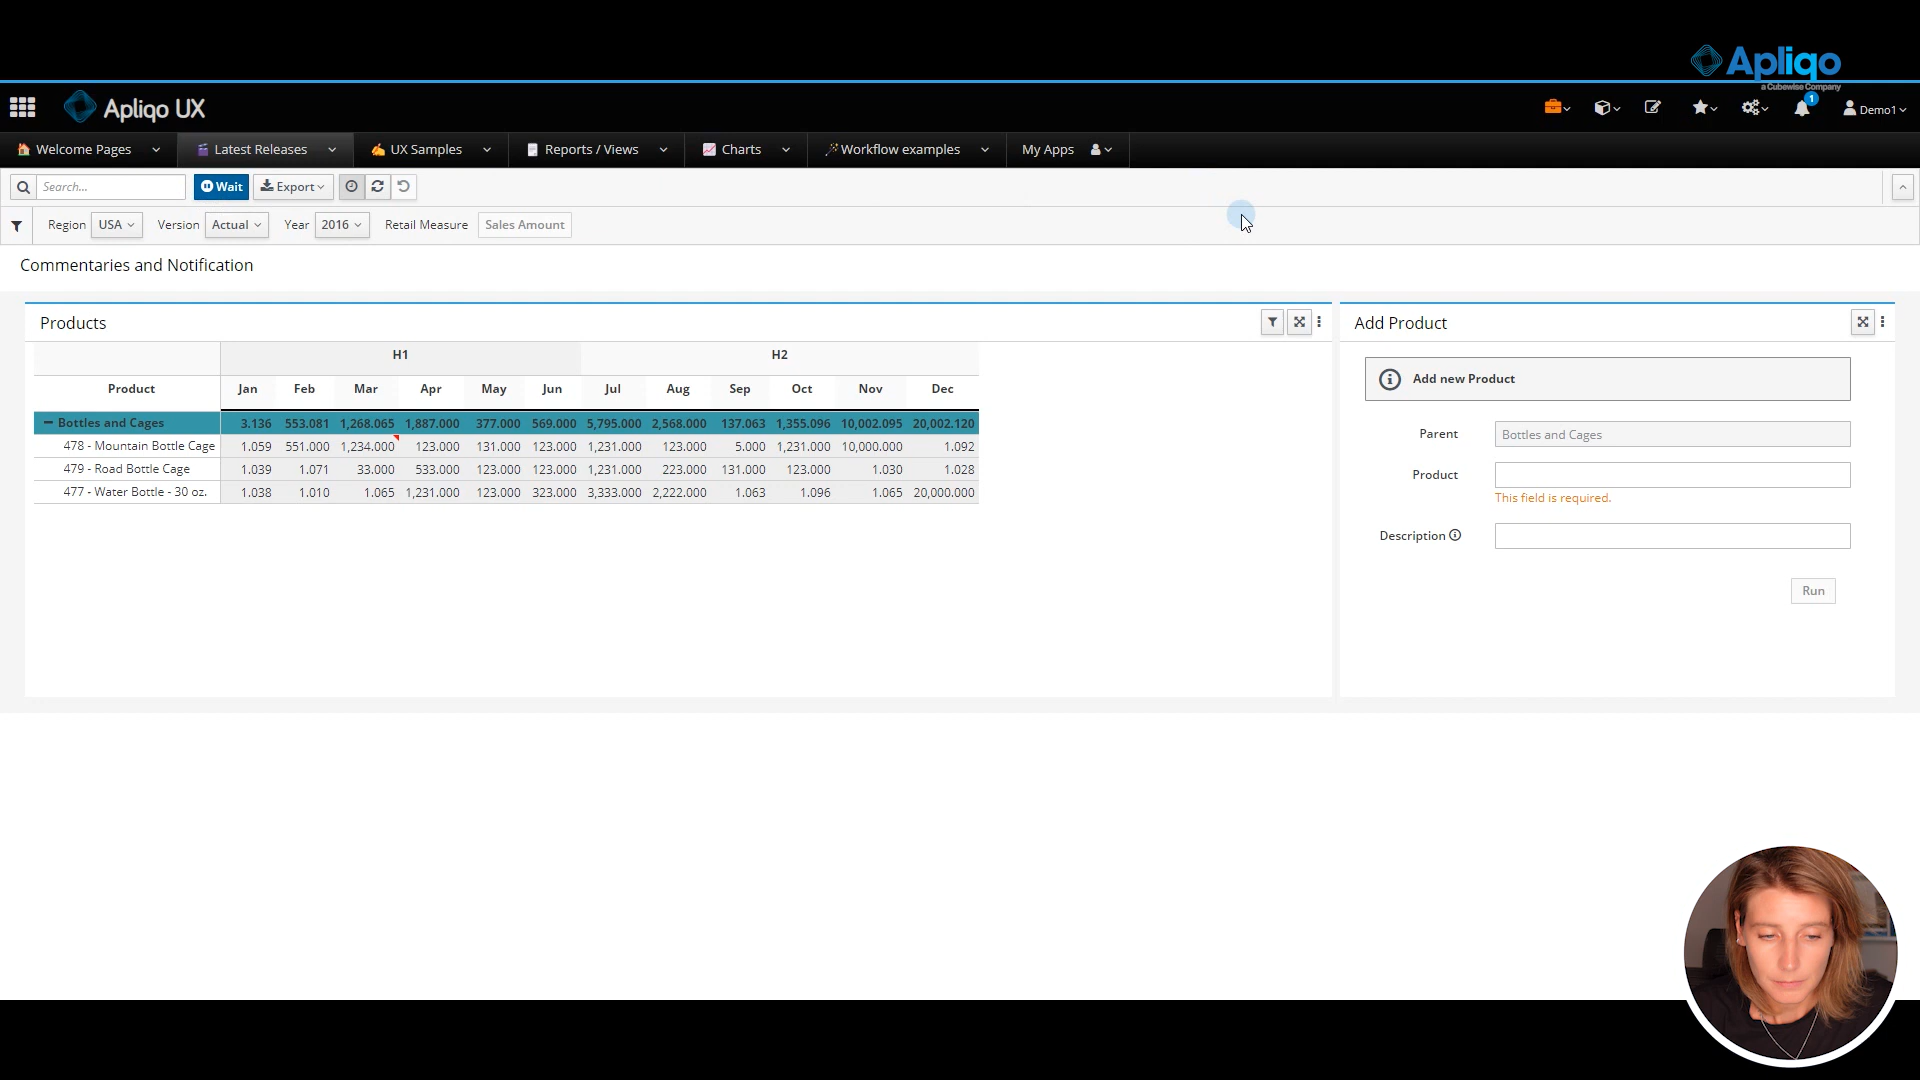 Apliqo
a Cubewise Company
Apliqo UX
1
Demo1
Welcome Pages Latest Releases UX Samples Reports / Views Charts Workflow examples My Apps
Search... Wait Export
Region USA Version Actual Year 2016 Retail Measure Sales Amount
Commentaries and Notification
Products
H1 H2
Product Jan Feb Mar Apr May Jun Jul Aug Sep Oct Nov Dec
Bottles and Cages 3.136 553.081 1,268.065 1,887.000 377.000 569.000 5,795.000 2,568.000 137.063 1,355.096 10,002.095 20,002.120
478 - Mountain Bottle Cage 1.059 551.000 1,234.000 123.000 131.000 123.000 1,231.000 123.000 5.000 1,231.000 10,000.000 1.092
479 - Road Bottle Cage 1.039 1.071 33.000 533.000 123.000 123.000 1,231.000 223.000 131.000 123.000 1.030 1.028
477 - Water Bottle - 30 oz. 1.038 1.010 1.065 1,231.000 123.000 323.000 3,333.000 2,222.000 1.063 1.096 1.065 20,000.000
Add Product
Add new Product
Parent Bottles and Cages
Product
This field is required.
Description
Run